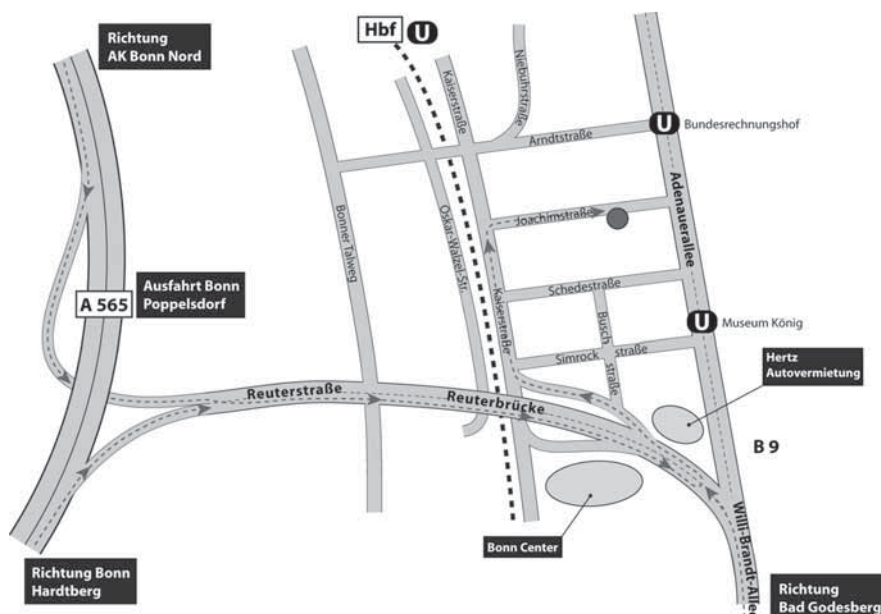 Richtung
AK Bonn Nord
Hbf U
Niebuhrstraße
Kaiserstraße
U Bundesrechnungshof
Arndtstraße
Adenauerallee
Joachimstraße
Bonner Talweg
Oskar-Walzel-Str.
A 565
Ausfahrt Bonn
Poppelsdorf
Kaiserstraße
Schedestraße
Busch
straße
U Museum König
Simrock straße
Hertz
Autovermietung
Reuterstraße
Reuterbrücke
B 9
Bonn Center
Willi-Brandt-Allee
Richtung Bonn
Hardtberg
Richtung
Bad Godesberg